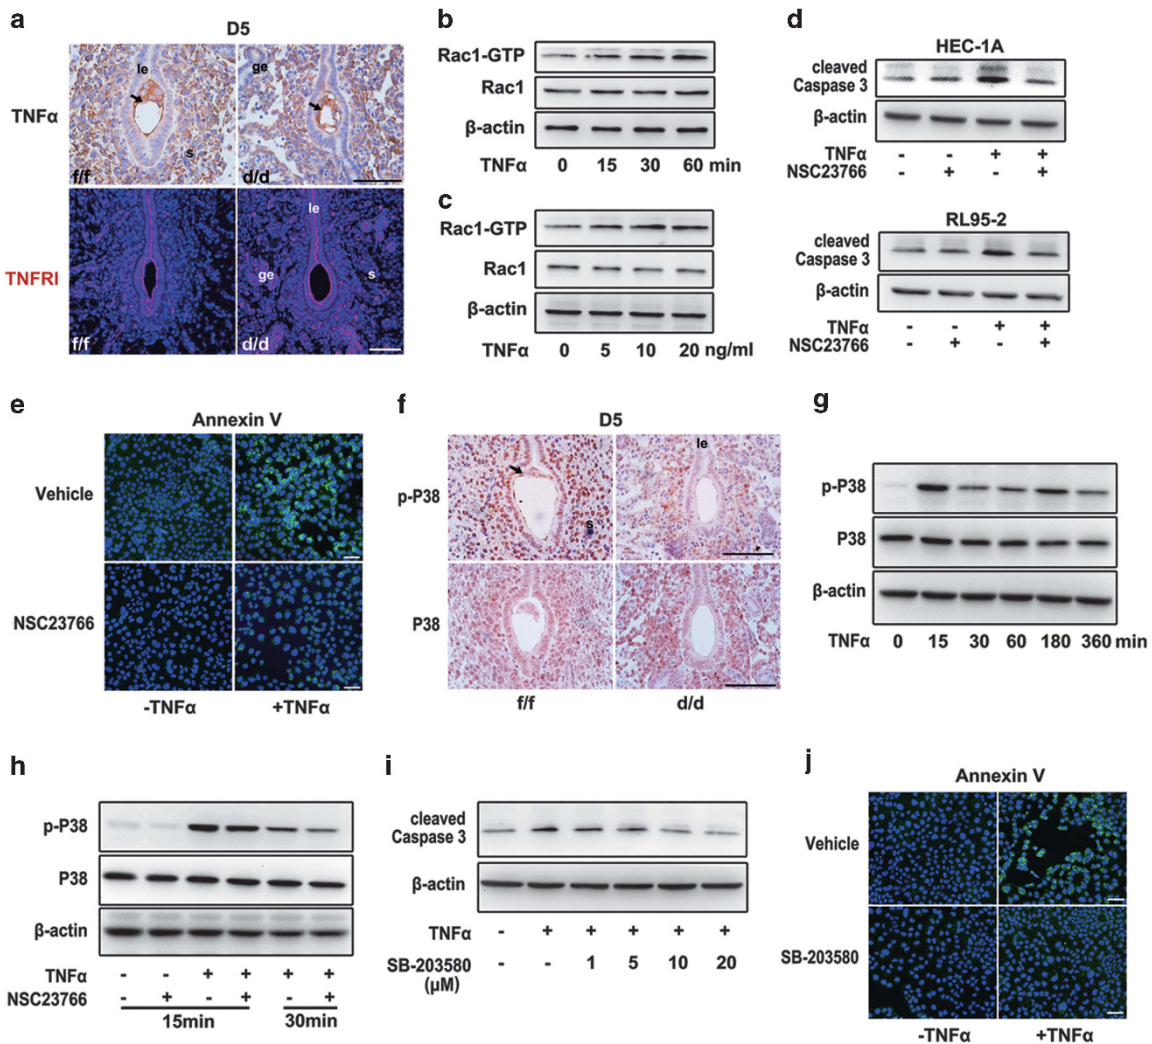 a
D5
TNFα
le
ge
s
f/f
d/d
TNFRI
le
ge
s
f/f
d/d
b
Rac1-GTP
Rac1
β-actin
TNFα 0 15 30 60 min
c
Rac1-GTP
Rac1
β-actin
TNFα 0 5 10 20 ng/ml
d
HEC-1A
cleaved
Caspase 3
β-actin
TNFα - - + +
NSC23766 - + - +
RL95-2
cleaved
Caspase 3
β-actin
TNFα - - + +
NSC23766 - + - +
e
Annexin V
Vehicle
NSC23766
-TNFα +TNFα
f
D5
p-P38
s
le
P38
f/f d/d
g
p-P38
P38
β-actin
TNFα 0 15 30 60 180 360 min
h
p-P38
P38
β-actin
TNFα - - + + + +
NSC23766 - + - + - +
15min 30min
i
cleaved
Caspase 3
β-actin
TNFα - + + + + +
SB-203580 - - 1 5 10 20
(μM)
j
Annexin V
Vehicle
SB-203580
-TNFα +TNFα